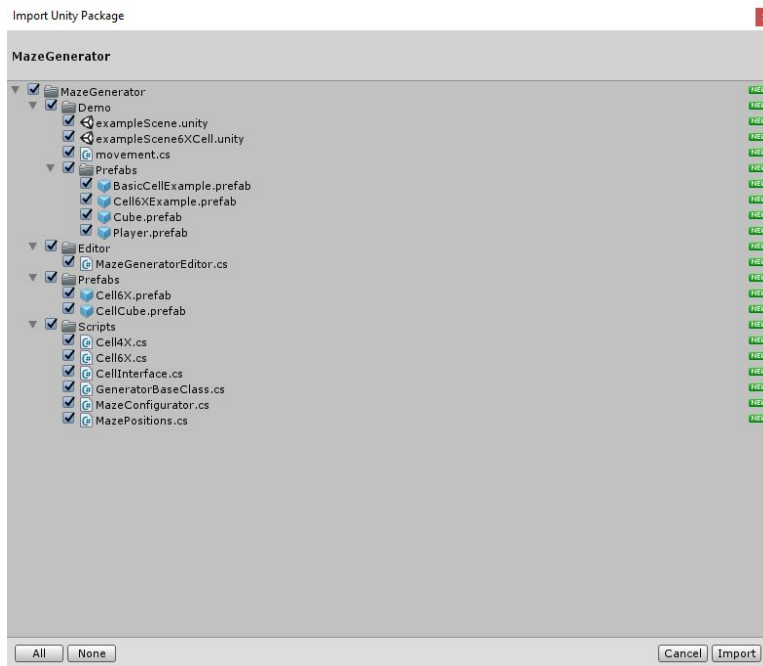 Import Unity Package
MazeGenerator
MazeGenerator
Demo
exampleScene.unity
exampleScene6XCell.unity
movement.cs
Prefabs
BasicCellExample.prefab
Cell6XExample.prefab
Cube.prefab
Player.prefab
Editor
MazeGeneratorEditor.cs
Prefabs
Cell6X.prefab
CellCube.prefab
Scripts
Cell4X.cs
Cell6X.cs
CellInterface.cs
GeneratorBaseClass.cs
MazeConfigurator.cs
MazePositions.cs
All None Cancel Import